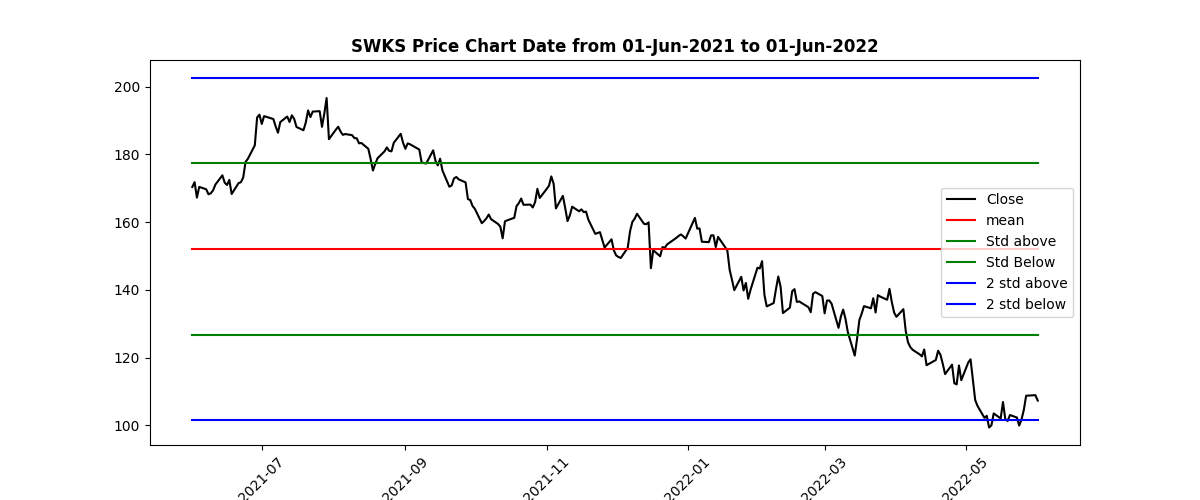 SWKS Price Chart Date from 01-Jun-2021 to 01-Jun-2022
200
180
160
140
120
100
Close
mean
Std above
Std Below
2 std above
2 std below
2021-07
2021-09
2021-11
2022-01
2022-03
2022-05